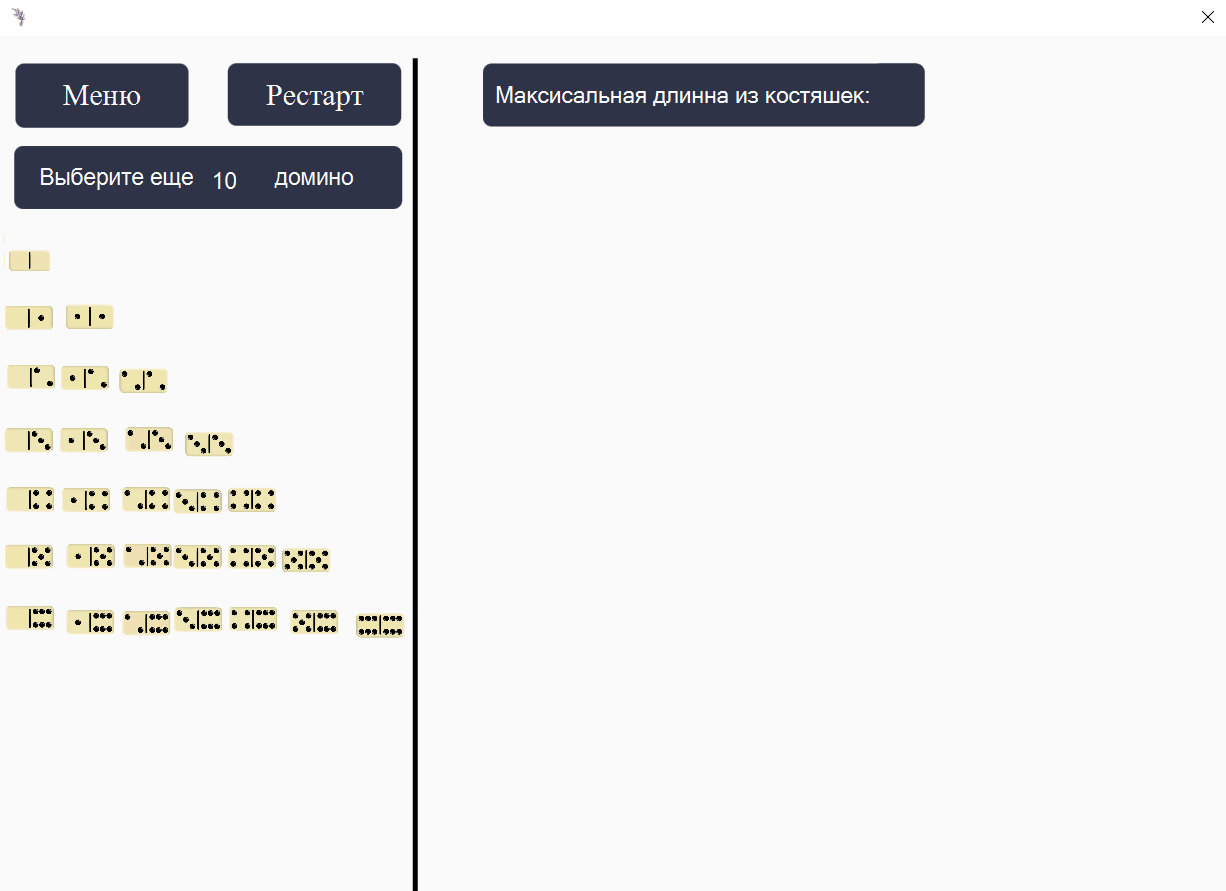 Меню
Рестарт
Выберите еще 10 домино
Максисальная длинна из костяшек: